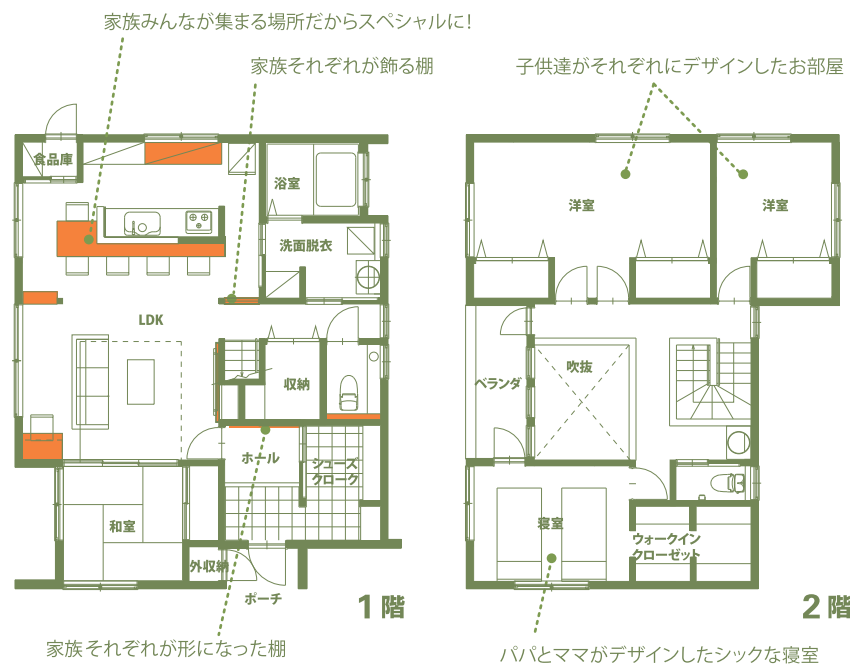 家族みんなが集まる場所だからスペシャルに!
家族それぞれが飾る棚
子供達がそれぞれにデザインしたお部屋
食品庫
浴室
洗面脱衣
LDK
収納
ホール
シューズ
クローク
和室
外収納
ポーチ
1階
家族それぞれが形になった棚
洋室
洋室
ベランダ
吹抜
寝室
ウォークイン
クローゼット
2階
パパとママがデザインしたシックな寝室